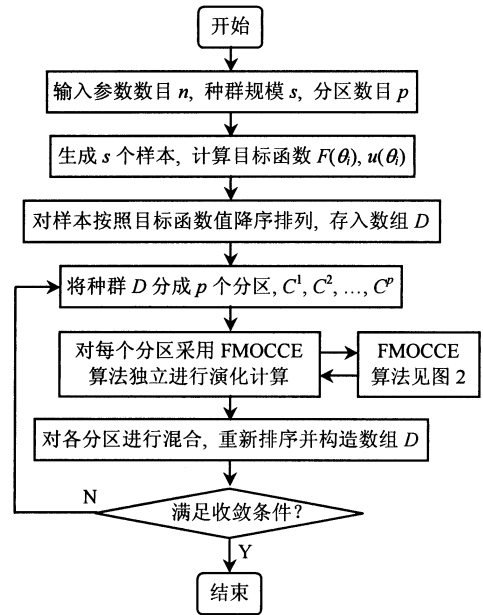 开始
输入参数数目 n, 种群规模 s, 分区数目 p
生成 s 个样本, 计算目标函数 F(θi), u(θi)
对样本按照目标函数值降序排列, 存入数组 D
将种群 D 分成 p 个分区, C¹, C², …, Cᵖ
对每个分区采用 FMOCCE
算法独立进行演化计算
FMOCCE
算法见图 2
对各分区进行混合, 重新排序并构造数组 D
N
满足收敛条件?
Y
结束